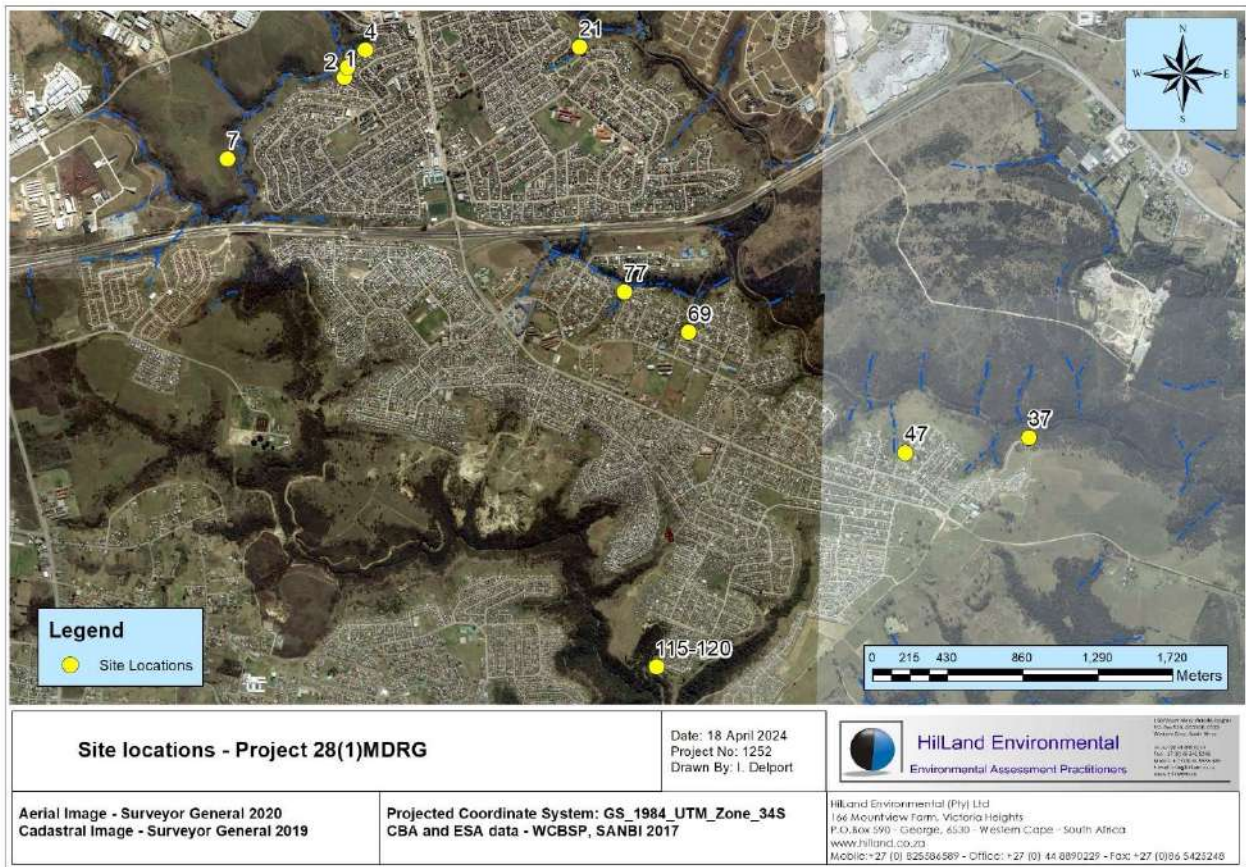 4
21
2
1
7
77
69
47
37
115-120
N
W
E
S
Legend
Site Locations
0 215 430 860 1,290 1,720
Meters
Site locations - Project 28(1)MDRG
Date: 18 April 2024
Project No: 1252
Drawn By: I. Delport
HilLand Environmental
Environmental Assessment Practitioners
Aerial Image - Surveyor General 2020
Cadastral Image - Surveyor General 2019
Projected Coordinate System: GS_1984_UTM_Zone_34S
CBA and ESA data - WCBSP, SANBI 2017
HilLand Environmental (Pty) Ltd
166 Mountview Farm, Victoria Heights
P.O.Box 590 - George, 6530 - Western Cape - South Africa
www.hilland.co.za
Mobile:+27 (0) 825586589 - Office: +27 (0) 44 8890229 - Fax: +27 (0)86 5425248